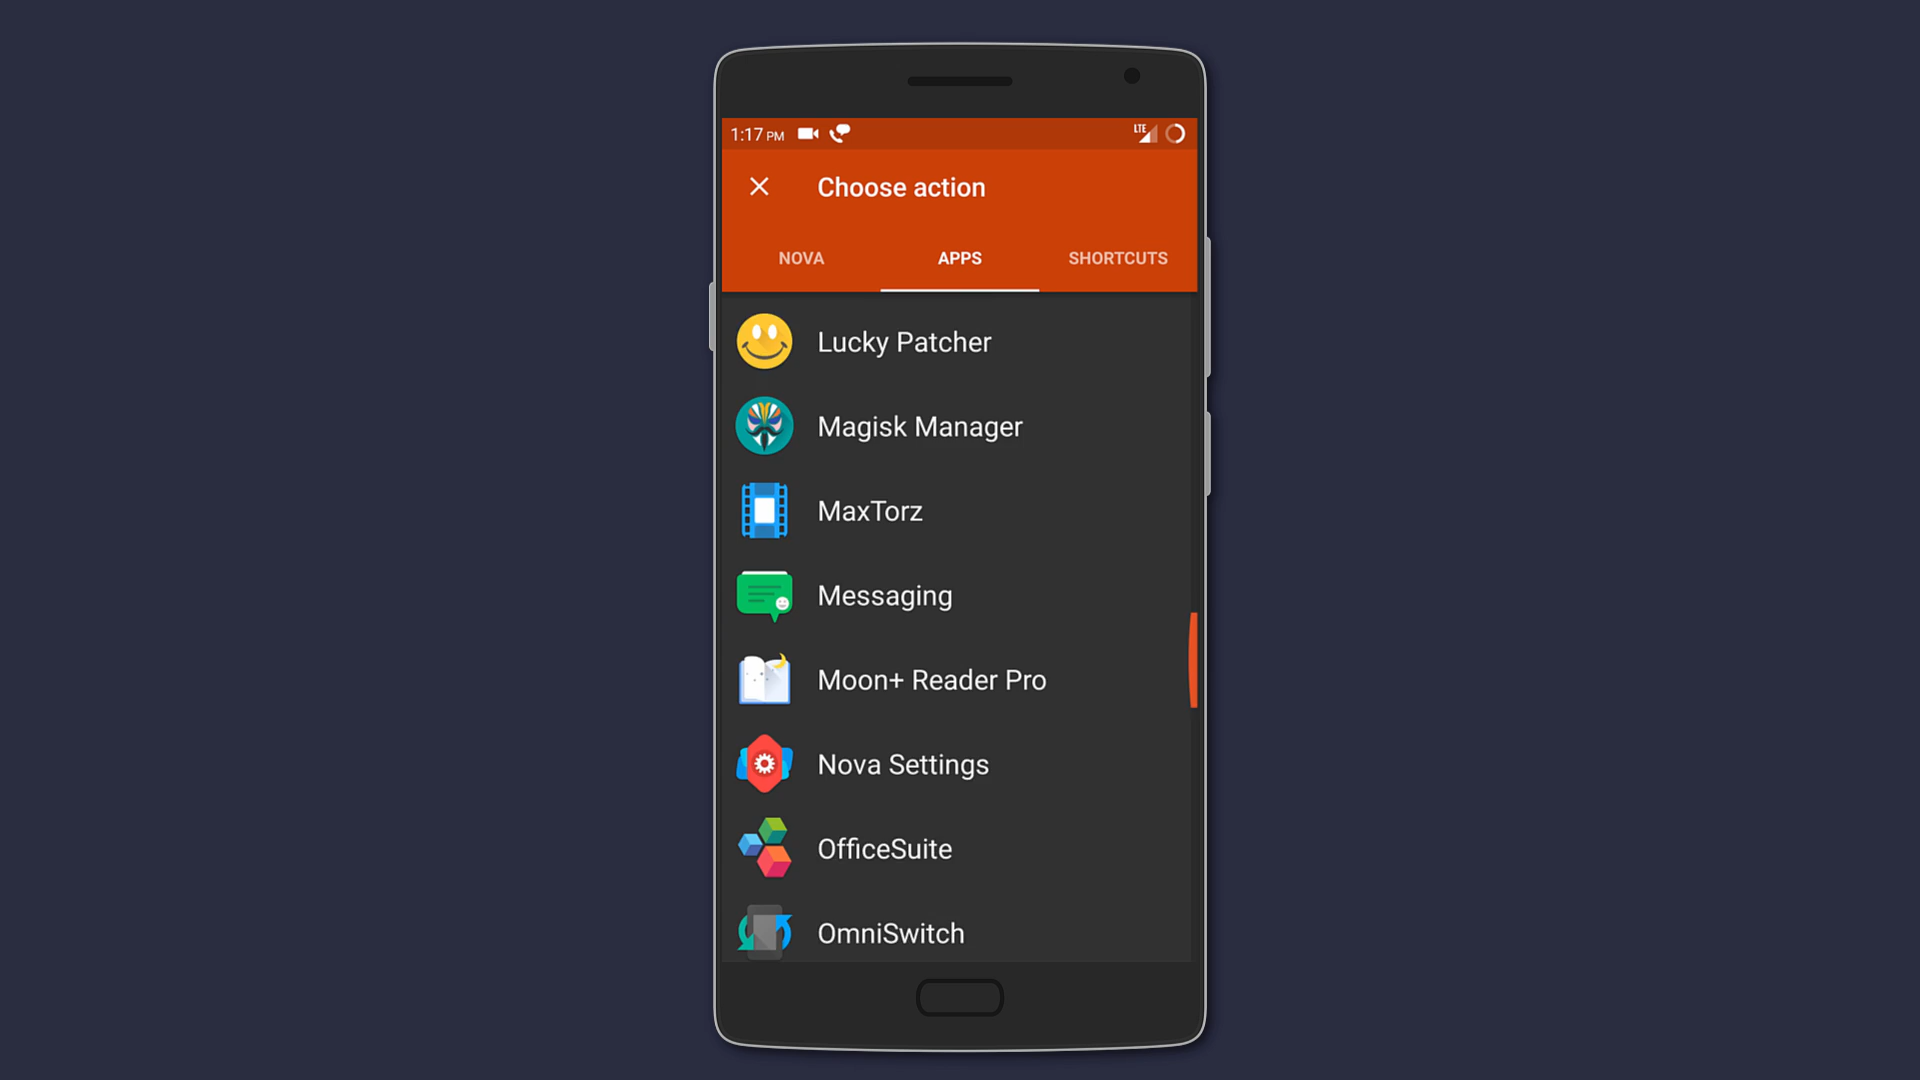 1:17 PM
LTE
Choose action
NOVA APPS SHORTCUTS
Lucky Patcher
Magisk Manager
MaxTorz
Messaging
Moon+ Reader Pro
Nova Settings
OfficeSuite
OmniSwitch